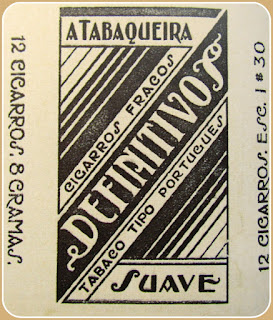 12 CIGARROS, 8 GRAMAS,
A TABAQUEIRA
CIGARROS FRACOS
DEFINITIVOS
TABACO TIPO PORTUGUÊS
SUAVE
12 CIGARROS. ESC. 1$30